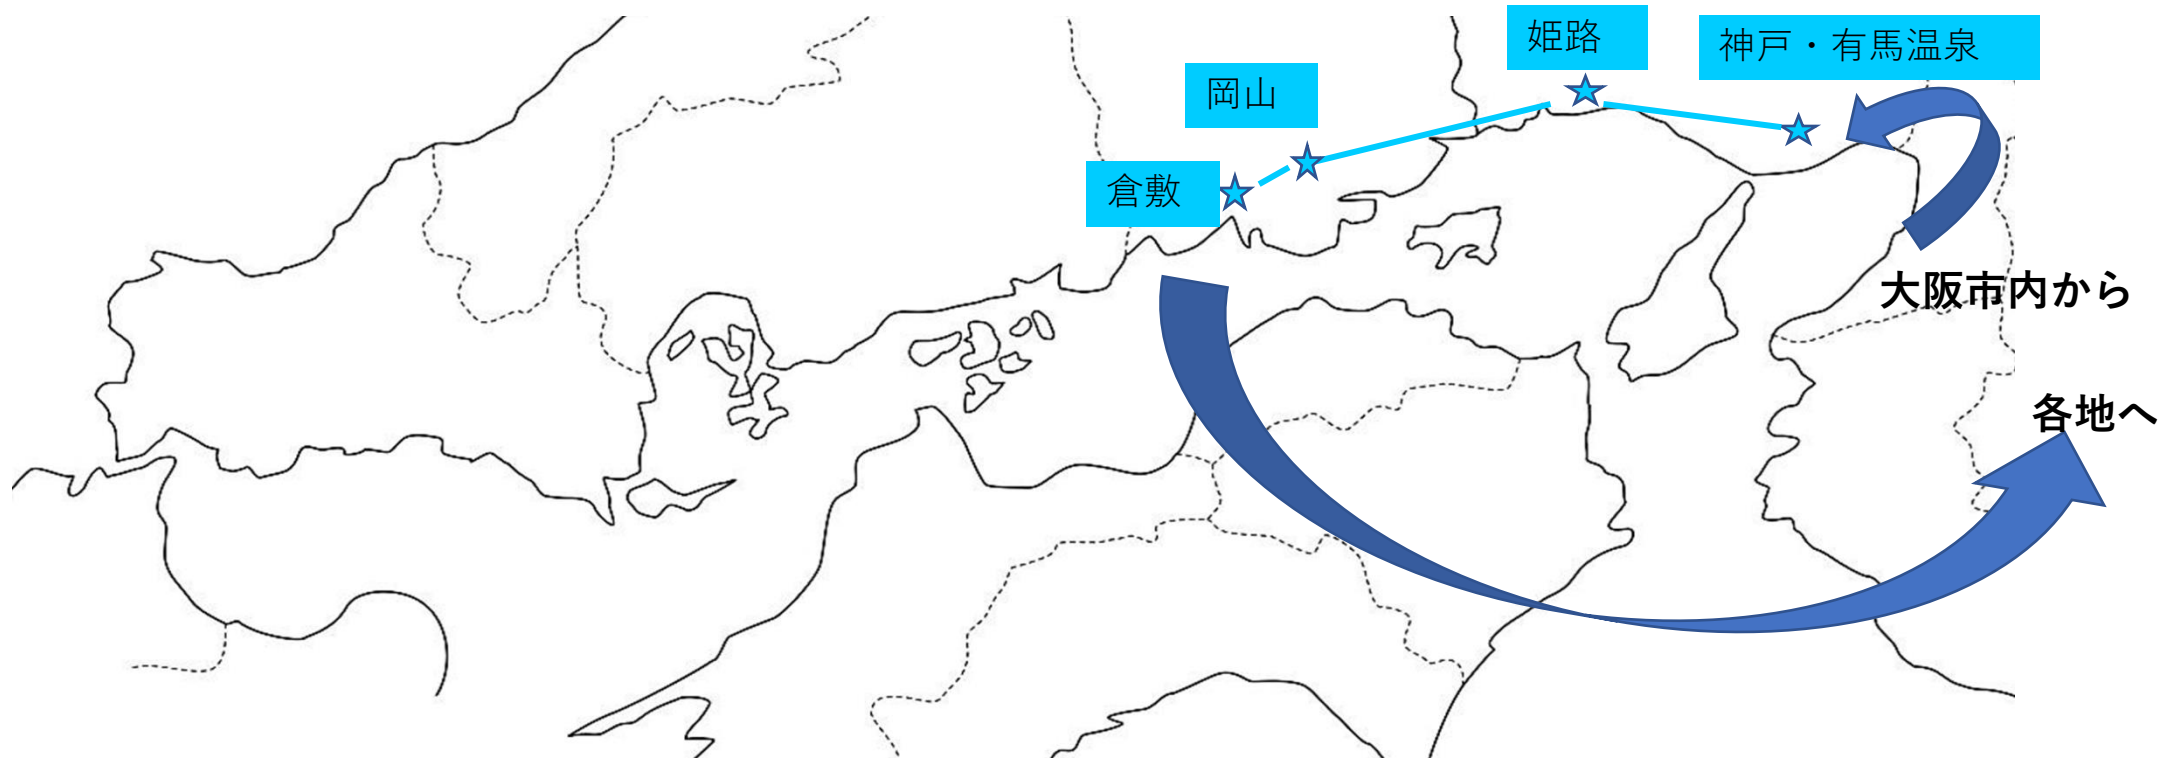 姫路
神戸・有馬温泉
岡山
倉敷
大阪市内から
各地へ